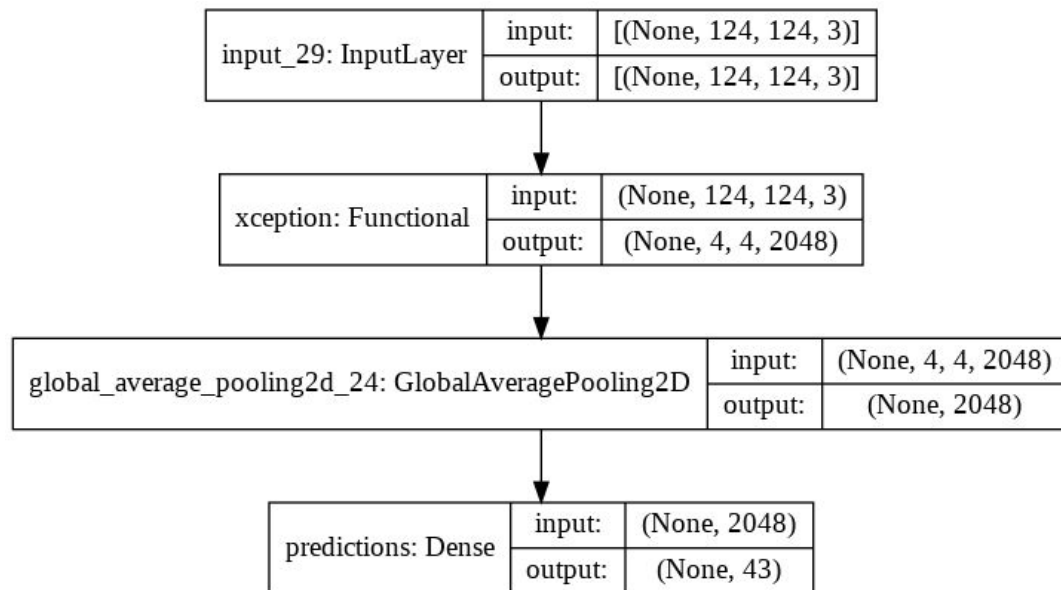 input_29: InputLayer
input: [(None, 124, 124, 3)]
output: [(None, 124, 124, 3)]
xception: Functional
input: (None, 124, 124, 3)
output: (None, 4, 4, 2048)
global_average_pooling2d_24: GlobalAveragePooling2D
input: (None, 4, 4, 2048)
output: (None, 2048)
predictions: Dense
input: (None, 2048)
output: (None, 43)